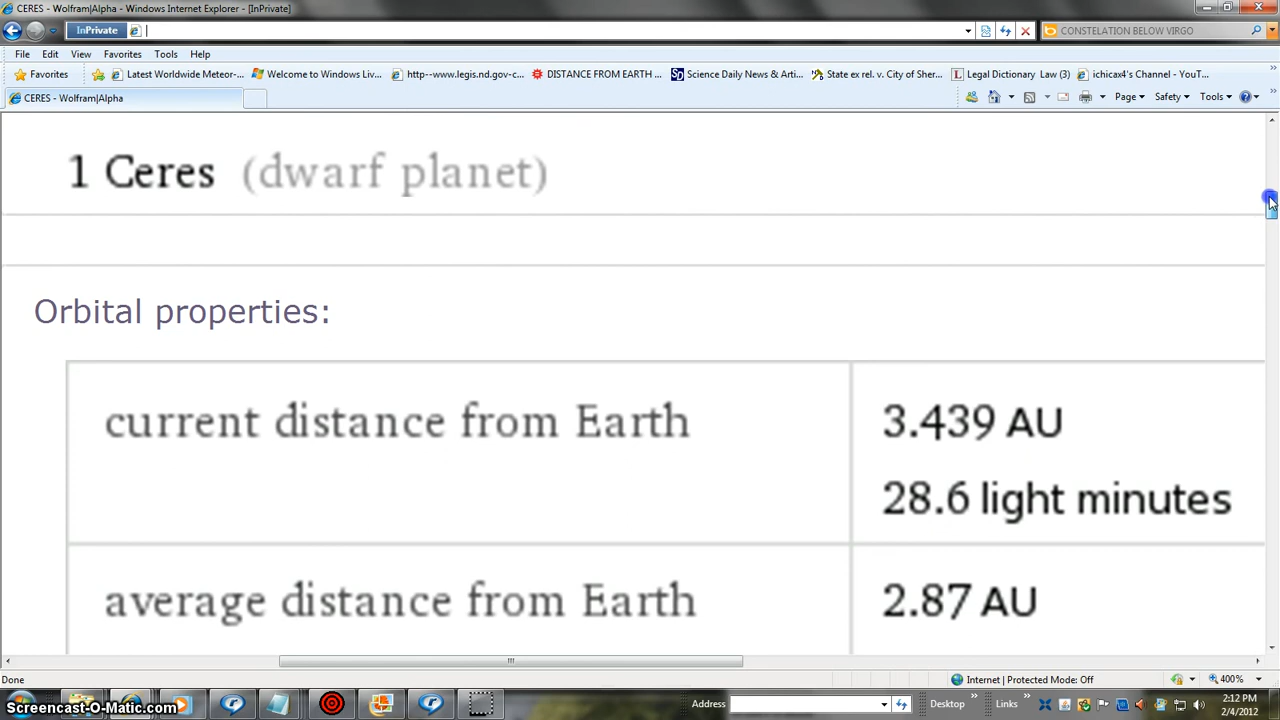 CERES - Wolfram|Alpha - Windows Internet Explorer - [InPrivate]
InPrivate
CONSTELATION BELOW VIRGO
File Edit View Favorites Tools Help
Favorites Latest Worldwide Meteor-... Welcome to Windows Liv... http--www.legis.nd.gov-c... DISTANCE FROM EARTH ... Science Daily News & Arti... State ex rel. v. City of Sher... Legal Dictionary Law (3) ichicax4's Channel - YouT...
CERES - Wolfram|Alpha
Page Safety Tools
1 Ceres (dwarf planet)
Orbital properties:
current distance from Earth 3.439 AU
28.6 light minutes
average distance from Earth 2.87 AU
Done Internet | Protected Mode: Off 400%
Screencast-O-Matic.com Address Desktop Links 2:12 PM
2/4/2012